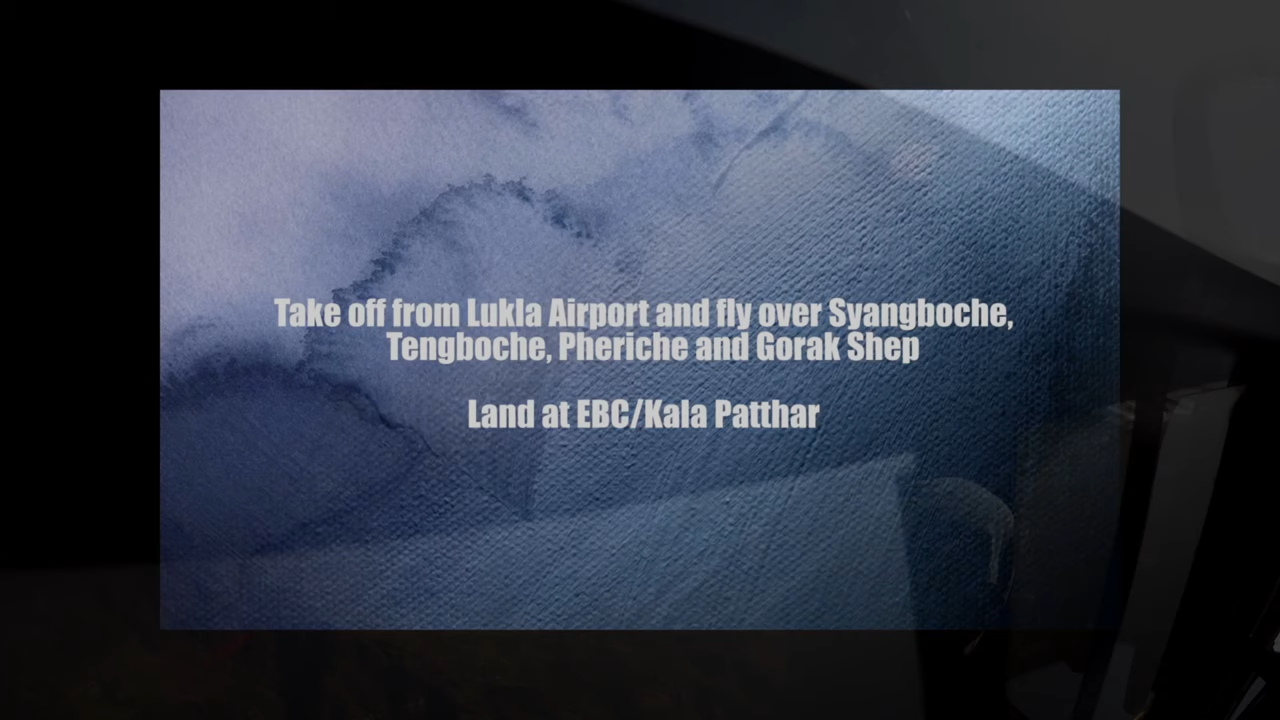 Take off from Lukla Airport and fly over Syangboche,
Tengboche, Pheriche and Gorak Shep
Land at EBC/Kala Patthar